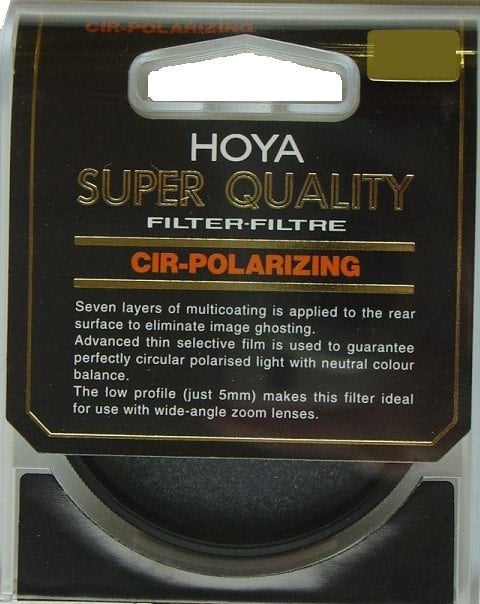 CIR-POLARIZING
HOYA
SUPER QUALITY
FILTER-FILTRE
CIR-POLARIZING
Seven layers of multicoating is applied to the rear
surface to eliminate image ghosting.
Advanced thin selective film is used to guarantee
perfectly circular polarised light with neutral colour
balance.
The low profile (just 5mm) makes this filter ideal
for use with wide-angle zoom lenses.